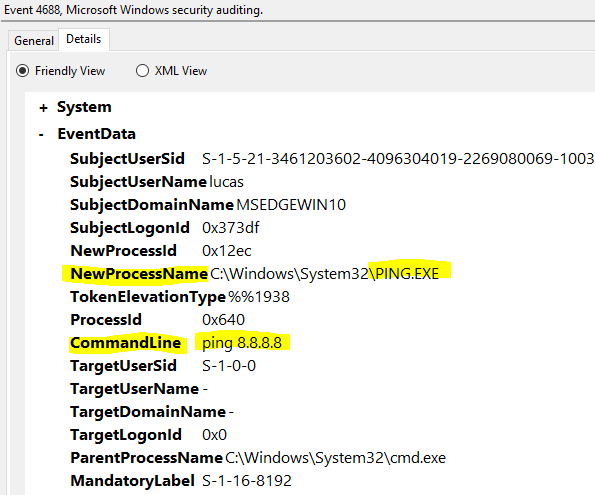 Event 4688, Microsoft Windows security auditing.
General Details
Friendly View XML View
+ System
- EventData
SubjectUserSid S-1-5-21-3461203602-4096304019-2269080069-1003
SubjectUserName lucas
SubjectDomainName MSEDGEWIN10
SubjectLogonId 0x373df
NewProcessId 0x12ec
NewProcessName C:\Windows\System32\PING.EXE
TokenElevationType %%1938
ProcessId 0x640
CommandLine ping 8.8.8.8
TargetUserSid S-1-0-0
TargetUserName -
TargetDomainName -
TargetLogonId 0x0
ParentProcessName C:\Windows\System32\cmd.exe
MandatoryLabel S-1-16-8192